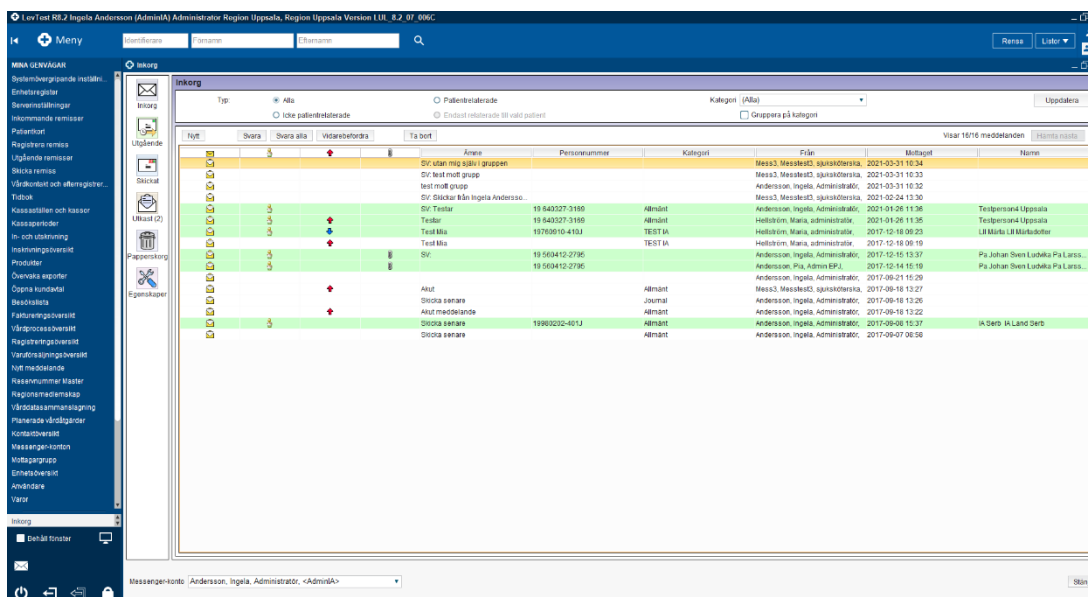 LevTest R8.2 Ingela Andersson (AdminIA) Administrator Region Uppsala, Region Uppsala Version LUL_8.2_07_006C
Meny
Identifierare Förnamn Efternamn
Rensa Listor
MINA GENVÄGAR
Systemövergripande inställni...
Enhetsregister
Serverinställningar
Inkommande remisser
Patientkort
Registrera remiss
Utgående remisser
Skicka remiss
Vårdkontakt och efterregistrer...
Tidbok
Kassaställen och kassor
Kassaperioder
In- och utskrivning
Inskrivningsöversikt
Produkter
Övervaka exporter
Öppna kundavtal
Besökslista
Faktureringsöversikt
Vårdprocessöversikt
Registreringsöversikt
Varuförsäljningsöversikt
Nytt meddelande
Reservnummer Master
Regionsmedlemskap
Vårddatasammanslagning
Planerade vårdåtgärder
Kontaktöversikt
Messenger-konton
Mottagargrupp
Enhetsöversikt
Användare
Varor
Inkorg
Behåll fönster
Inkorg
Inkorg
Utgående
Skickat
Utkast (2)
Papperskorg
Egenskaper
Inkorg
Typ: Alla Patientrelaterade Kategori (Alla) Uppdatera
Icke patientrelaterade Endast relaterade till vald patient Gruppera på kategori
Nytt Svara Svara alla Vidarebefordra Ta bort Visar 16/16 meddelanden Hämta nästa
Ämne Personnummer Kategori Från Mottaget Namn
SV: utan mig själv i gruppen Mess3, Messtest3, sjuksköterska, 2021-03-31 10:34
SV: test mott grupp Mess3, Messtest3, sjuksköterska, 2021-03-31 10:33
test mott grupp Andersson, Ingela, Administratör, 2021-03-31 10:32
SV: Skickar från Ingela Andersso... Mess3, Messtest3, sjuksköterska, 2021-02-24 13:30
SV: Testar 19 640327-3169 Allmänt Andersson, Ingela, Administratör, 2021-01-26 11:36 Testperson4 Uppsala
Testar 19 640327-3169 Allmänt Hellström, Maria, administratör, 2021-01-26 11:35 Testperson4 Uppsala
Test Mia 19760910-410J TEST IA Hellström, Maria, administratör, 2017-12-18 09:23 Lil Märta Lil Märtadotter
Test Mia TEST IA Hellström, Maria, administratör, 2017-12-18 09:19
SV: 19 560412-2795 Andersson, Ingela, Administratör, 2017-12-15 13:37 Pa Johan Sven Ludvika Pa Larss...
19 560412-2795 Andersson, Pia, Admin EPJ, 2017-12-14 15:19 Pa Johan Sven Ludvika Pa Larss...
Andersson, Ingela, Administratör, 2017-09-21 15:29
Akut Allmänt Mess3, Messtest3, sjuksköterska, 2017-09-18 13:27
Skicka senare Journal Andersson, Ingela, Administratör, 2017-09-18 13:26
Akut meddelande Allmänt Andersson, Ingela, Administratör, 2017-09-18 13:22
Skicka senare 19980202-401J Allmänt Andersson, Ingela, Administratör, 2017-09-08 15:37 IA Serb IA Land Serb
Skicka senare Allmänt Andersson, Ingela, Administratör, 2017-09-07 08:58
Messenger-konto Andersson, Ingela, Administratör, <AdminIA> Stän